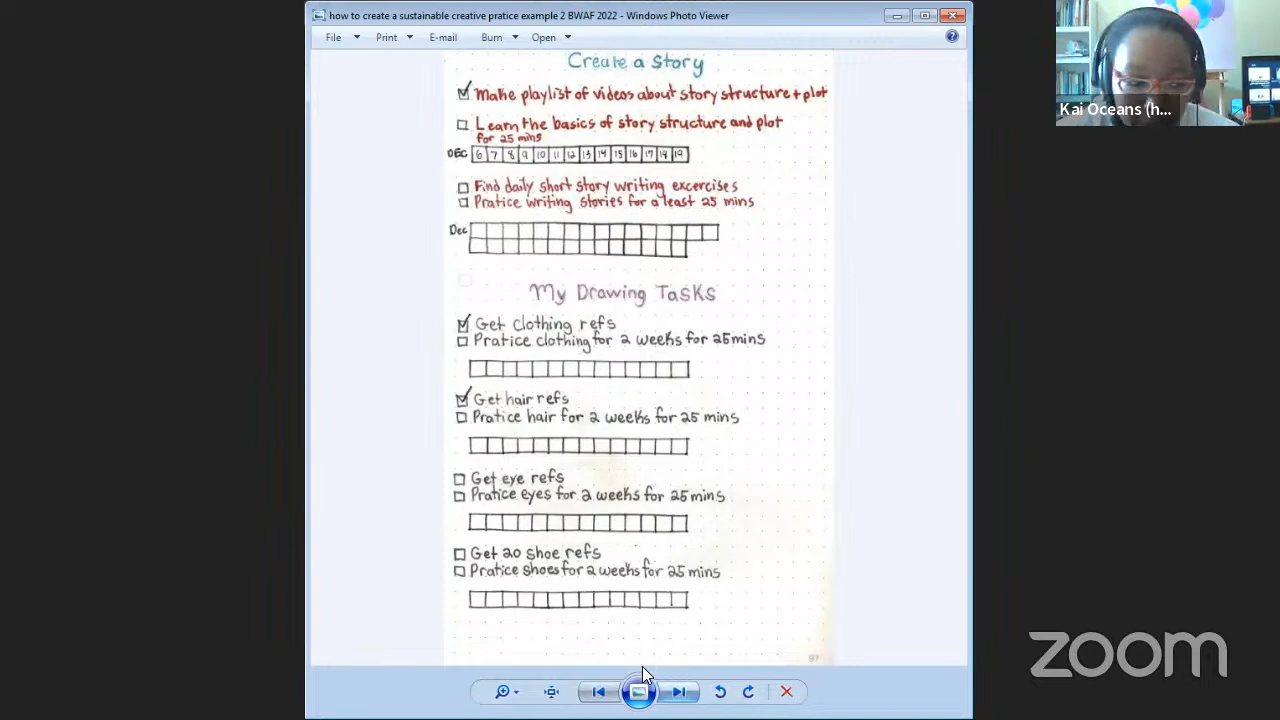 how to create a sustainable creative pratice example 2 BWAF 2022 - Windows Photo Viewer
File Print E-mail Burn Open
Create a Story
Make playlist of videos about story structure + plot
Learn the basics of story structure and plot
for 25 mins
DEC 6 7 8 9 10 11 12 13 14 15 16 17 18 19
Find daily short story writing excercises
Pratice writing stories for a least 25 mins
Dec
My Drawing Tasks
Get clothing refs
Pratice clothing for 2 weeks for 25 mins
Get hair refs
Pratice hair for 2 weeks for 25 mins
Get eye refs
Pratice eyes for 2 weeks for 25 mins
Get 20 shoe refs
Pratice shoes for 2 weeks for 25 mins
97
Kai Oceans (h...
zoom